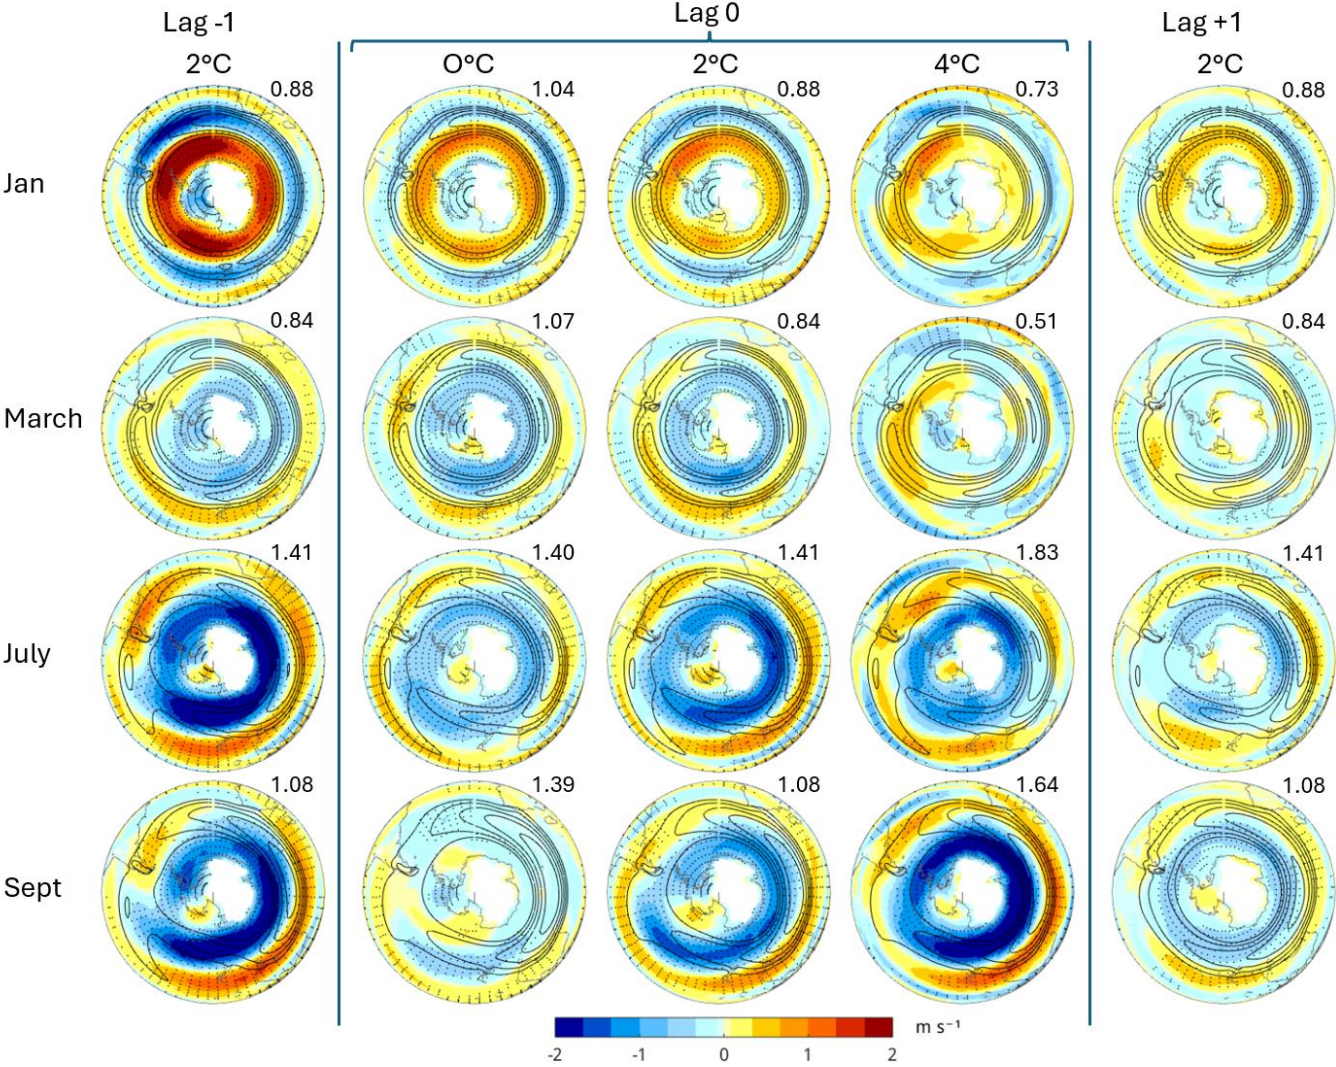 Lag -1 Lag 0 Lag +1
2°C 0°C 2°C 4°C 2°C
0.88 1.04 0.88 0.73 0.88
Jan
0.84 1.07 0.84 0.51 0.84
March
1.41 1.40 1.41 1.83 1.41
July
1.08 1.39 1.08 1.64 1.08
Sept
m s⁻¹
-2 -1 0 1 2